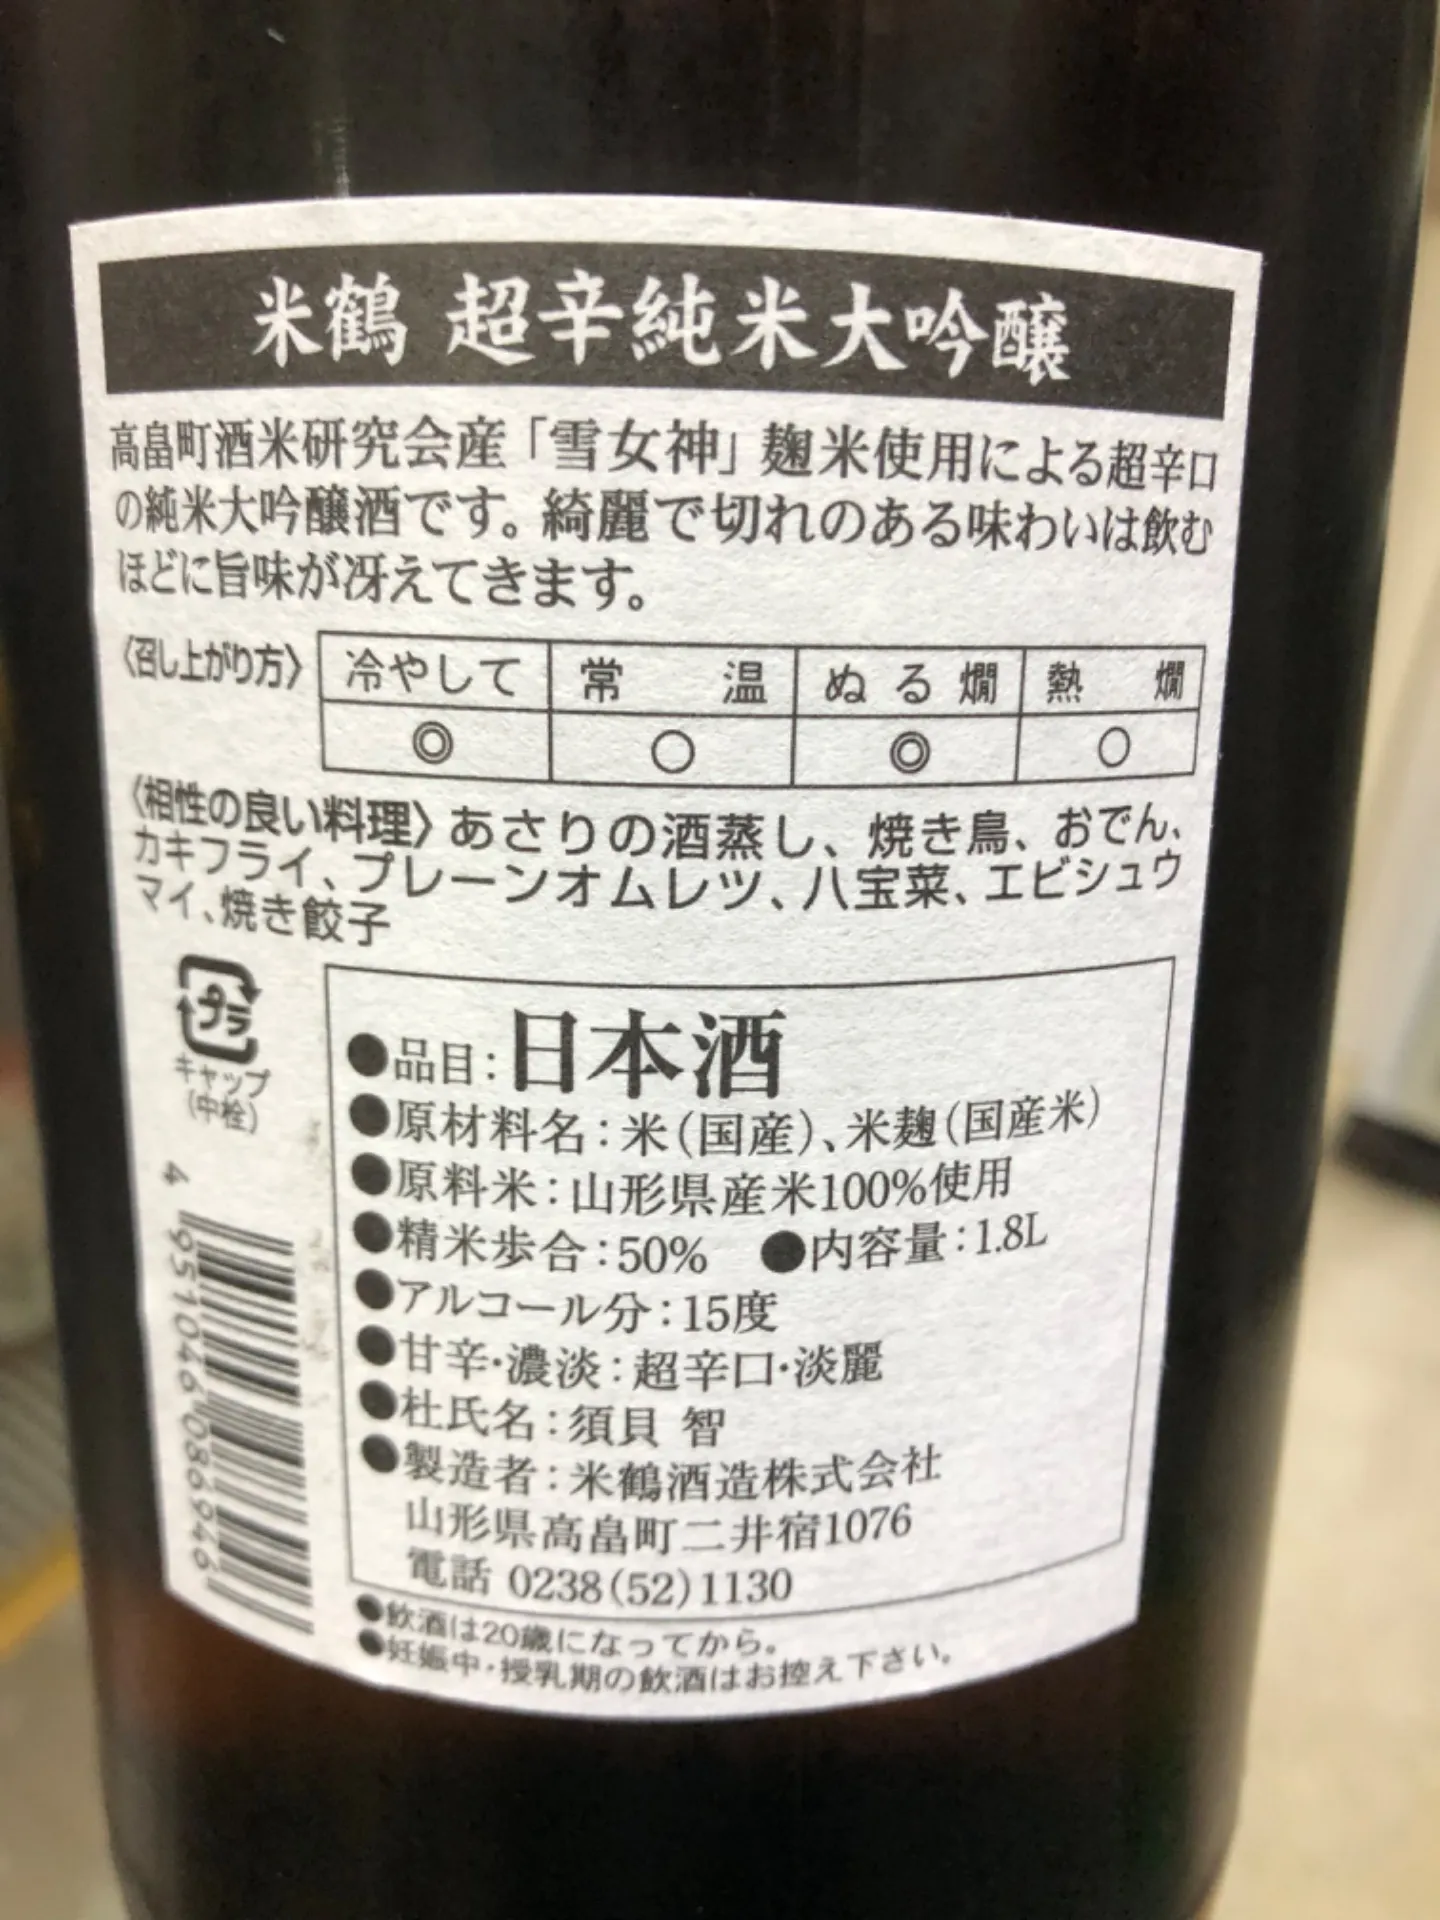 米鶴 超辛純米大吟醸
高畠町酒米研究会産「雪女神」麹米使用による超辛口
の純米大吟醸酒です。綺麗で切れのある味わいは飲む
ほどに旨味が冴えてきます。
〈召し上がり方〉 冷やして 常温 ぬる燗 熱燗
◎ ○ ◎ ○
〈相性の良い料理〉あさりの酒蒸し、焼き鳥、おでん、
カキフライ、プレーンオムレツ、八宝菜、エビシュウ
マイ、焼き餃子
プラ
キャップ
(中栓)
4 951046 086946
●品目:日本酒
●原材料名:米(国産)、米麹(国産米)
●原料米:山形県産米100%使用
●精米歩合:50% ●内容量:1.8L
●アルコール分:15度
●甘辛・濃淡:超辛口・淡麗
●杜氏名:須貝 智
●製造者:米鶴酒造株式会社
山形県高畠町二井宿1076
電話 0238(52)1130
●飲酒は20歳になってから。
●妊娠中・授乳期の飲酒はお控え下さい。